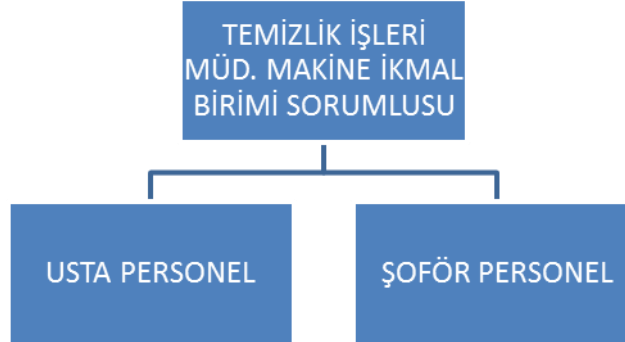 TEMİZLİK İŞLERİ
MÜD. MAKİNE İKMAL
BİRİMİ SORUMLUSU
USTA PERSONEL
ŞOFÖR PERSONEL